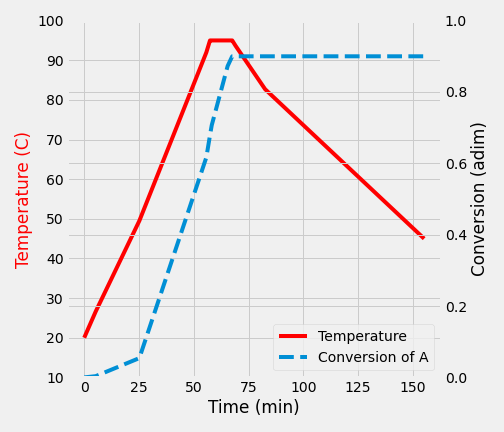 100
90
80
70
60
50
40
30
20
10
Temperature (C)
1.0
0.8
0.6
0.4
0.2
0.0
Conversion (adim)
Temperature
Conversion of A
0 25 50 75 100 125 150
Time (min)